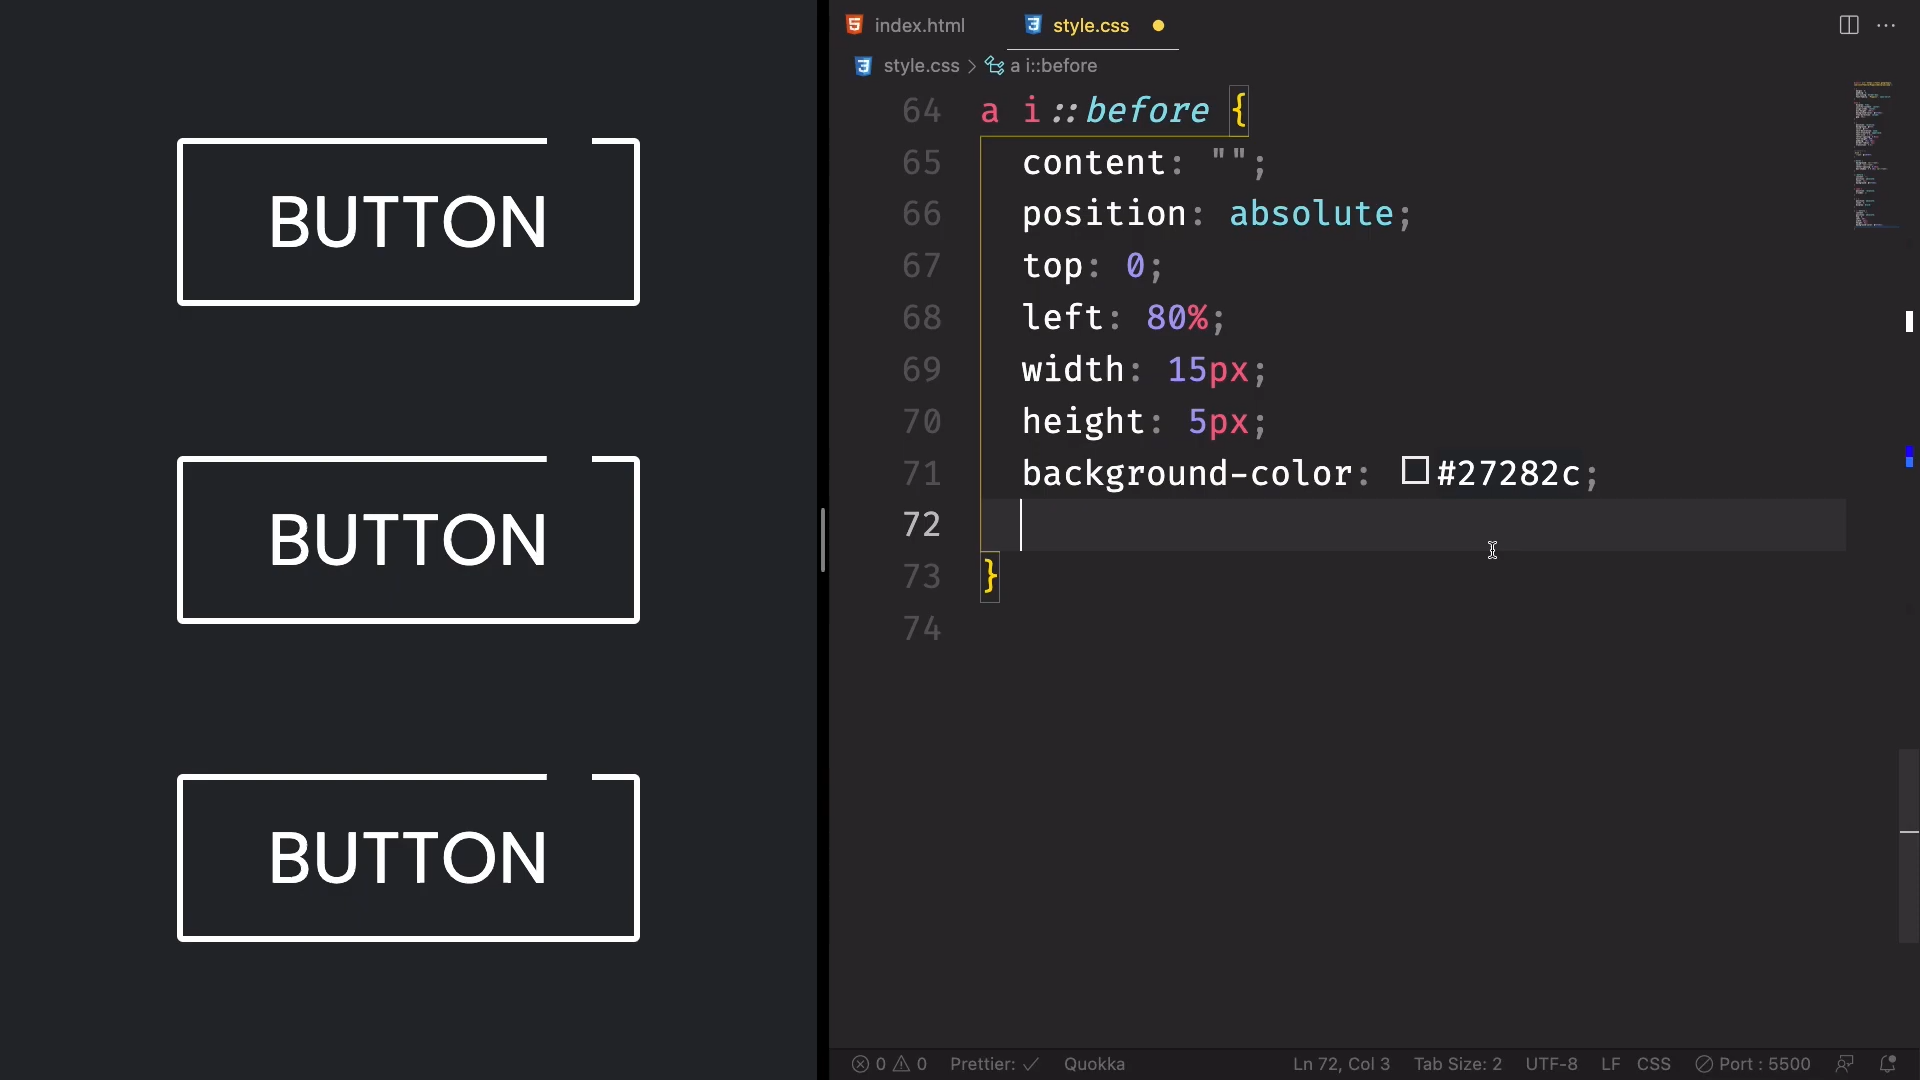 BUTTON
BUTTON
BUTTON
index.html
style.css
style.css > a i::before
64 a i::before {
65 content: "";
66 position: absolute;
67 top: 0;
68 left: 80%;
69 width: 15px;
70 height: 5px;
71 background-color: #27282c;
72
73 }
74
0 0 Prettier: ✓ Quokka Ln 72, Col 3 Tab Size: 2 UTF-8 LF CSS Port : 5500